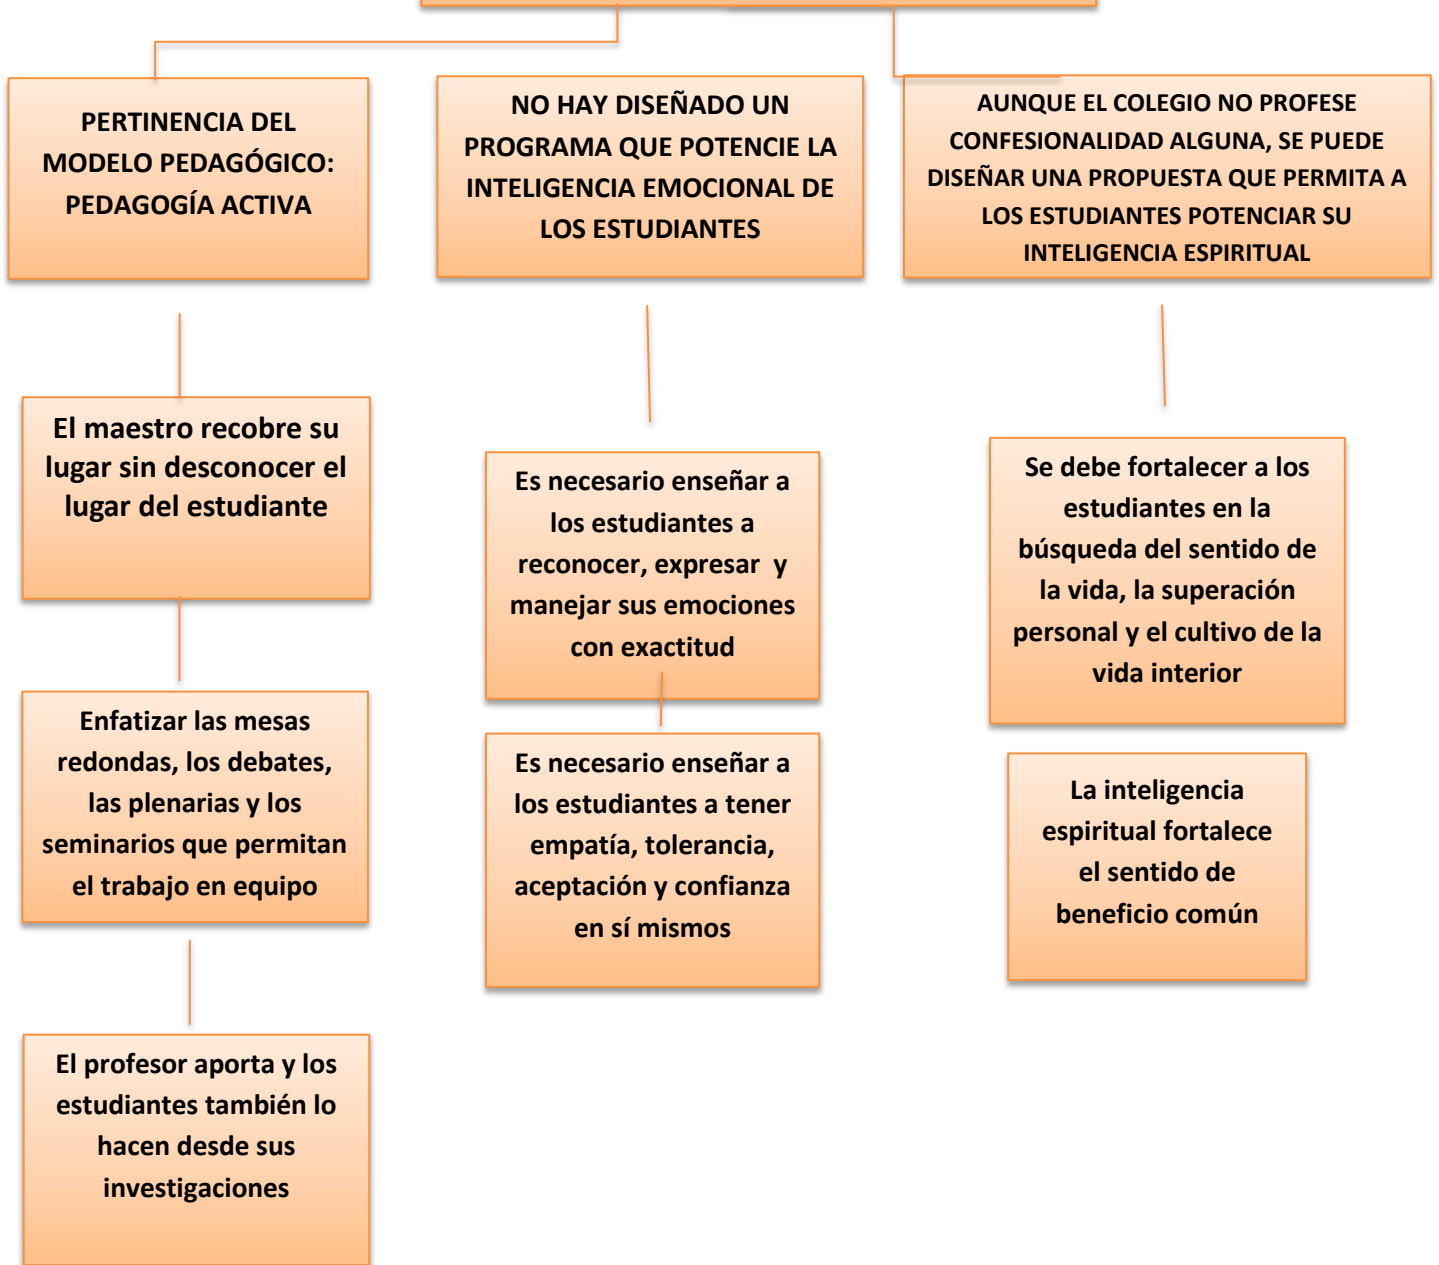 PERTINENCIA DEL
MODELO PEDAGÓGICO:
PEDAGOGÍA ACTIVA
NO HAY DISEÑADO UN
PROGRAMA QUE POTENCIE LA
INTELIGENCIA EMOCIONAL DE
LOS ESTUDIANTES
AUNQUE EL COLEGIO NO PROFESE
CONFESIONALIDAD ALGUNA, SE PUEDE
DISEÑAR UNA PROPUESTA QUE PERMITA A
LOS ESTUDIANTES POTENCIAR SU
INTELIGENCIA ESPIRITUAL
El maestro recobre su
lugar sin desconocer el
lugar del estudiante
Enfatizar las mesas
redondas, los debates,
las plenarias y los
seminarios que permitan
el trabajo en equipo
El profesor aporta y los
estudiantes también lo
hacen desde sus
investigaciones
Es necesario enseñar a
los estudiantes a
reconocer, expresar  y
manejar sus emociones
con exactitud
Es necesario enseñar a
los estudiantes a tener
empatía, tolerancia,
aceptación y confianza
en sí mismos
Se debe fortalecer a los
estudiantes en la
búsqueda del sentido de
la vida, la superación
personal y el cultivo de la
vida interior
La inteligencia
espiritual fortalece
el sentido de
beneficio común